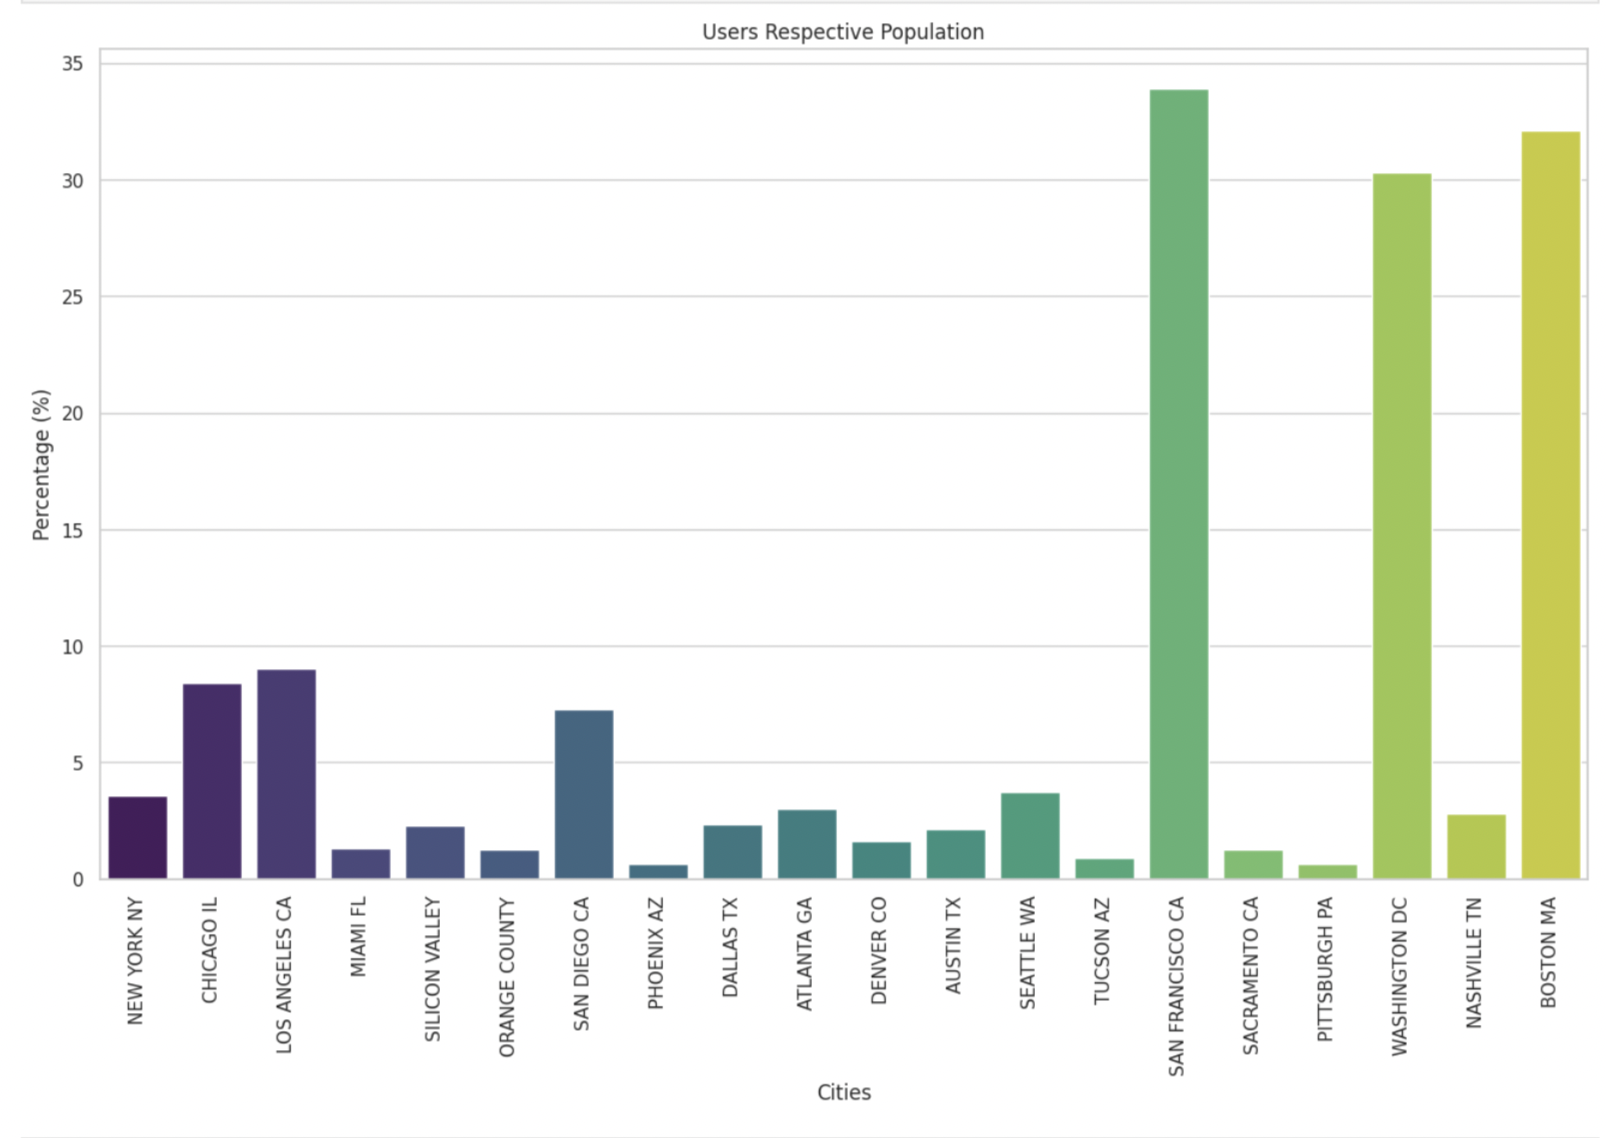 Users Respective Population
Percentage (%)
35
30
25
20
15
10
5
0
NEW YORK NY
CHICAGO IL
LOS ANGELES CA
MIAMI FL
SILICON VALLEY
ORANGE COUNTY
SAN DIEGO CA
PHOENIX AZ
DALLAS TX
ATLANTA GA
DENVER CO
AUSTIN TX
SEATTLE WA
TUCSON AZ
SAN FRANCISCO CA
SACRAMENTO CA
PITTSBURGH PA
WASHINGTON DC
NASHVILLE TN
BOSTON MA
Cities